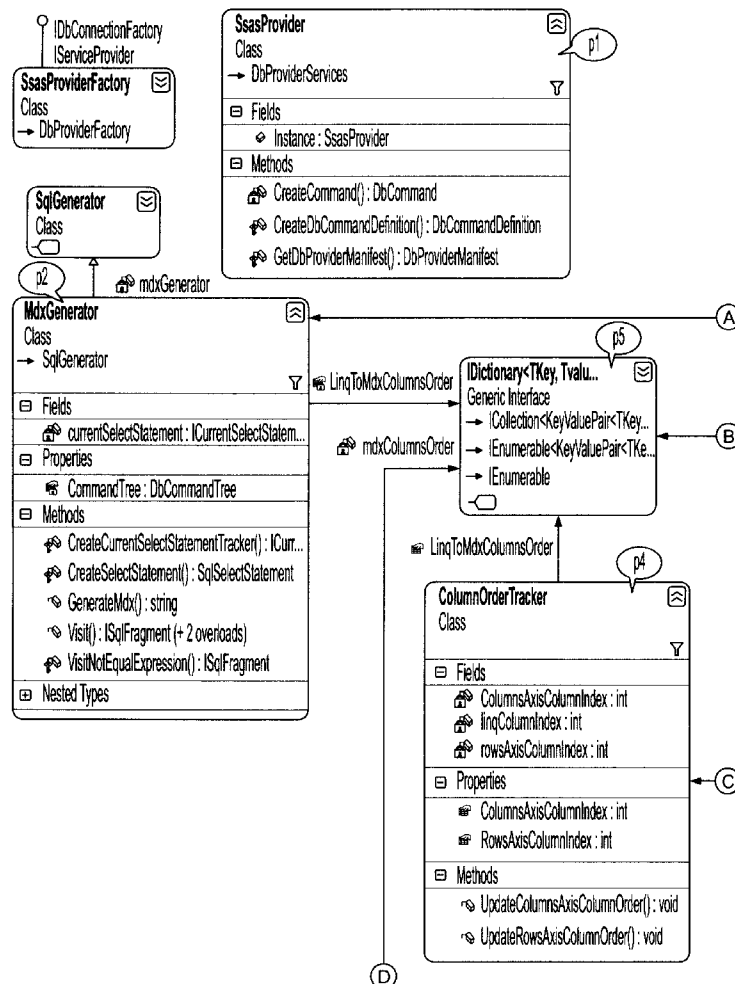 IDbConnectionFactory
IServiceProvider
SsasProviderFactory
Class
→ DbProviderFactory
SsasProvider
Class
→ DbProviderServices
p1
Fields
Instance : SsasProvider
Methods
CreateCommand() : DbCommand
CreateDbCommandDefinition() : DbCommandDefinition
GetDbProviderManifest() : DbProviderManifest
SqlGenerator
Class
p2
mdxGenerator
MdxGenerator
Class
→ SqlGenerator
Fields
currentSelectStatement : ICurrentSelectStatem...
Properties
CommandTree : DbCommandTree
Methods
CreateCurrentSelectStatementTracker() : ICurr...
CreateSelectStatement() : SqlSelectStatement
GenerateMdx() : string
Visit() : ISqlFragment (+ 2 overloads)
VisitNotEqualExpression() : ISqlFragment
Nested Types
A
LinqToMdxColumnsOrder
mdxColumnsOrder
p5
IDictionary<TKey, Tvalu...
Generic Interface
→ ICollection<KeyValuePair<TKey...
→ IEnumerable<KeyValuePair<TKe...
→ IEnumerable
B
LinqToMdxColumnsOrder
p4
ColumnOrderTracker
Class
Fields
ColumnsAxisColumnIndex : int
linqColumnIndex : int
rowsAxisColumnIndex : int
Properties
ColumnsAxisColumnIndex : int
RowsAxisColumnIndex : int
Methods
UpdateColumnsAxisColumnOrder() : void
UpdateRowsAxisColumnOrder() : void
C
D